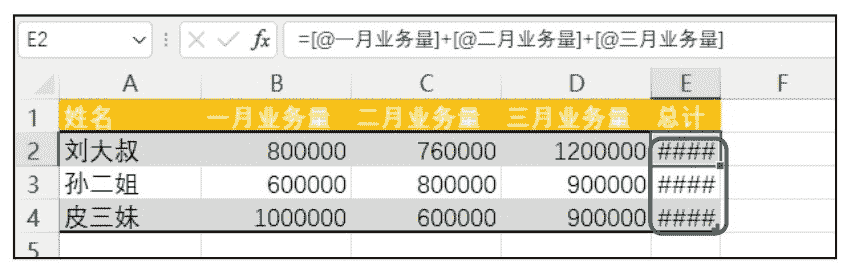 E2 fx =[@一月业务量]+[@二月业务量]+[@三月业务量]
A B C D E F
1 姓名 一月业务量 二月业务量 三月业务量 总计
2 刘大叔 800000 760000 1200000 ####
3 孙二姐 600000 800000 900000 ####
4 皮三妹 1000000 600000 900000 ####
5